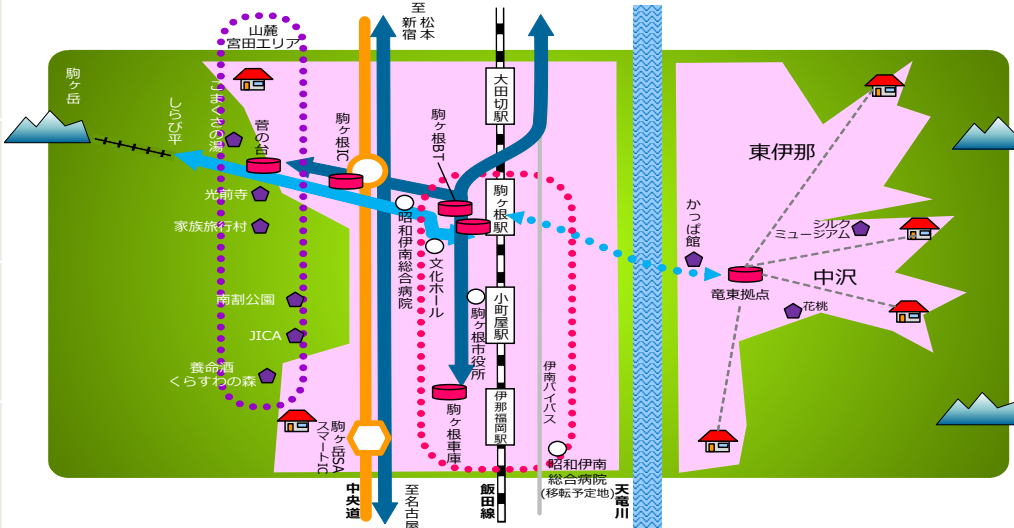 至
新宿
松本
山麓
宮田エリア
駒ヶ岳
しらび平
こまくさの湯
菅の台
駒ヶ根IC
駒ヶ根BT
大田切駅
駒ヶ根駅
東伊那
光前寺
家族旅行村
昭和伊南総合病院
文化ホール
かっぱ館
シルク
ミュージアム
中沢
竜東拠点
花桃
南割公園
JICA
小町屋駅
駒ヶ根市役所
養命酒
くらすわの森
伊南バイパス
伊那福岡駅
駒ヶ根車庫
駒ヶ岳SA
スマートIC
昭和伊南
総合病院
(移転予定地)
中央道
至名古屋
飯田線
天竜川